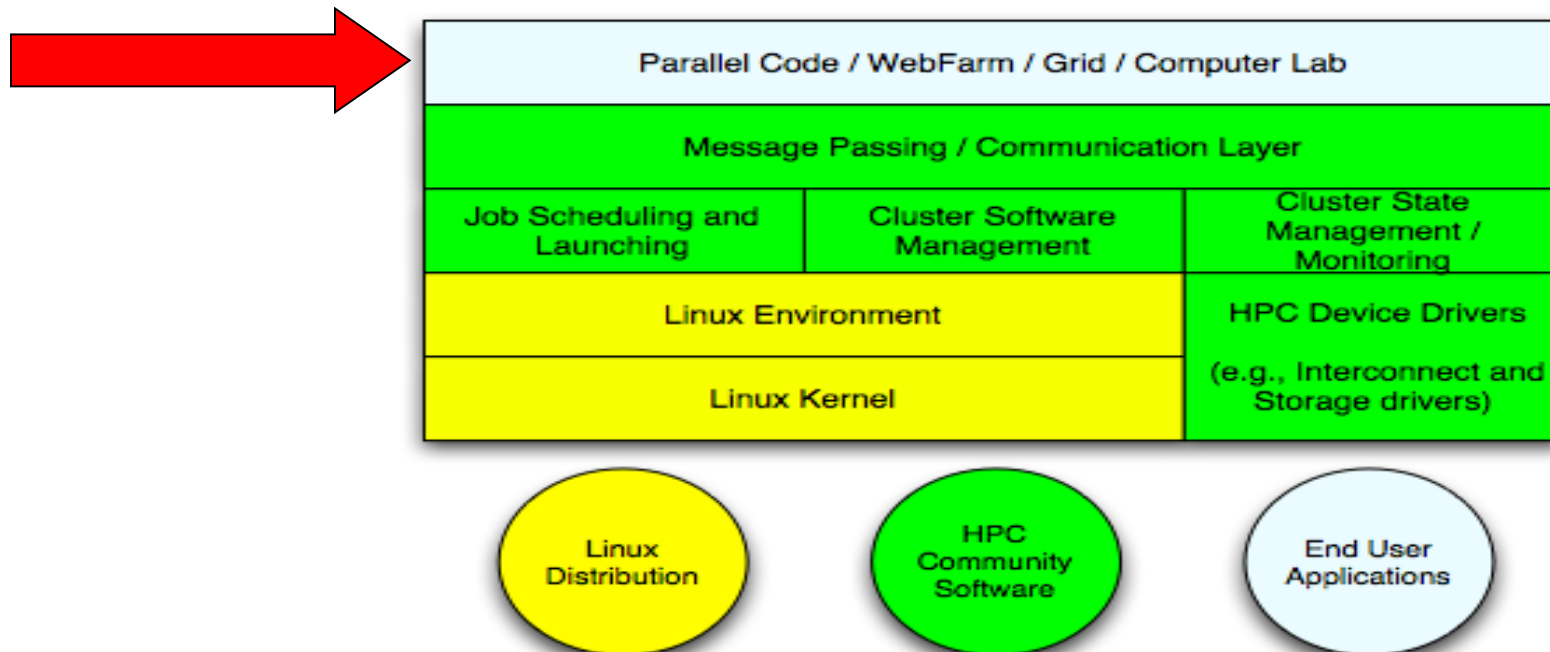 Parallel Code / WebFarm / Grid / Computer Lab
Message Passing / Communication Layer
Job Scheduling and
Launching
Cluster Software
Management
Cluster State
Management /
Monitoring
Linux Environment
Linux Kernel
HPC Device Drivers
(e.g., Interconnect and
Storage drivers)
Linux
Distribution
HPC
Community
Software
End User
Applications